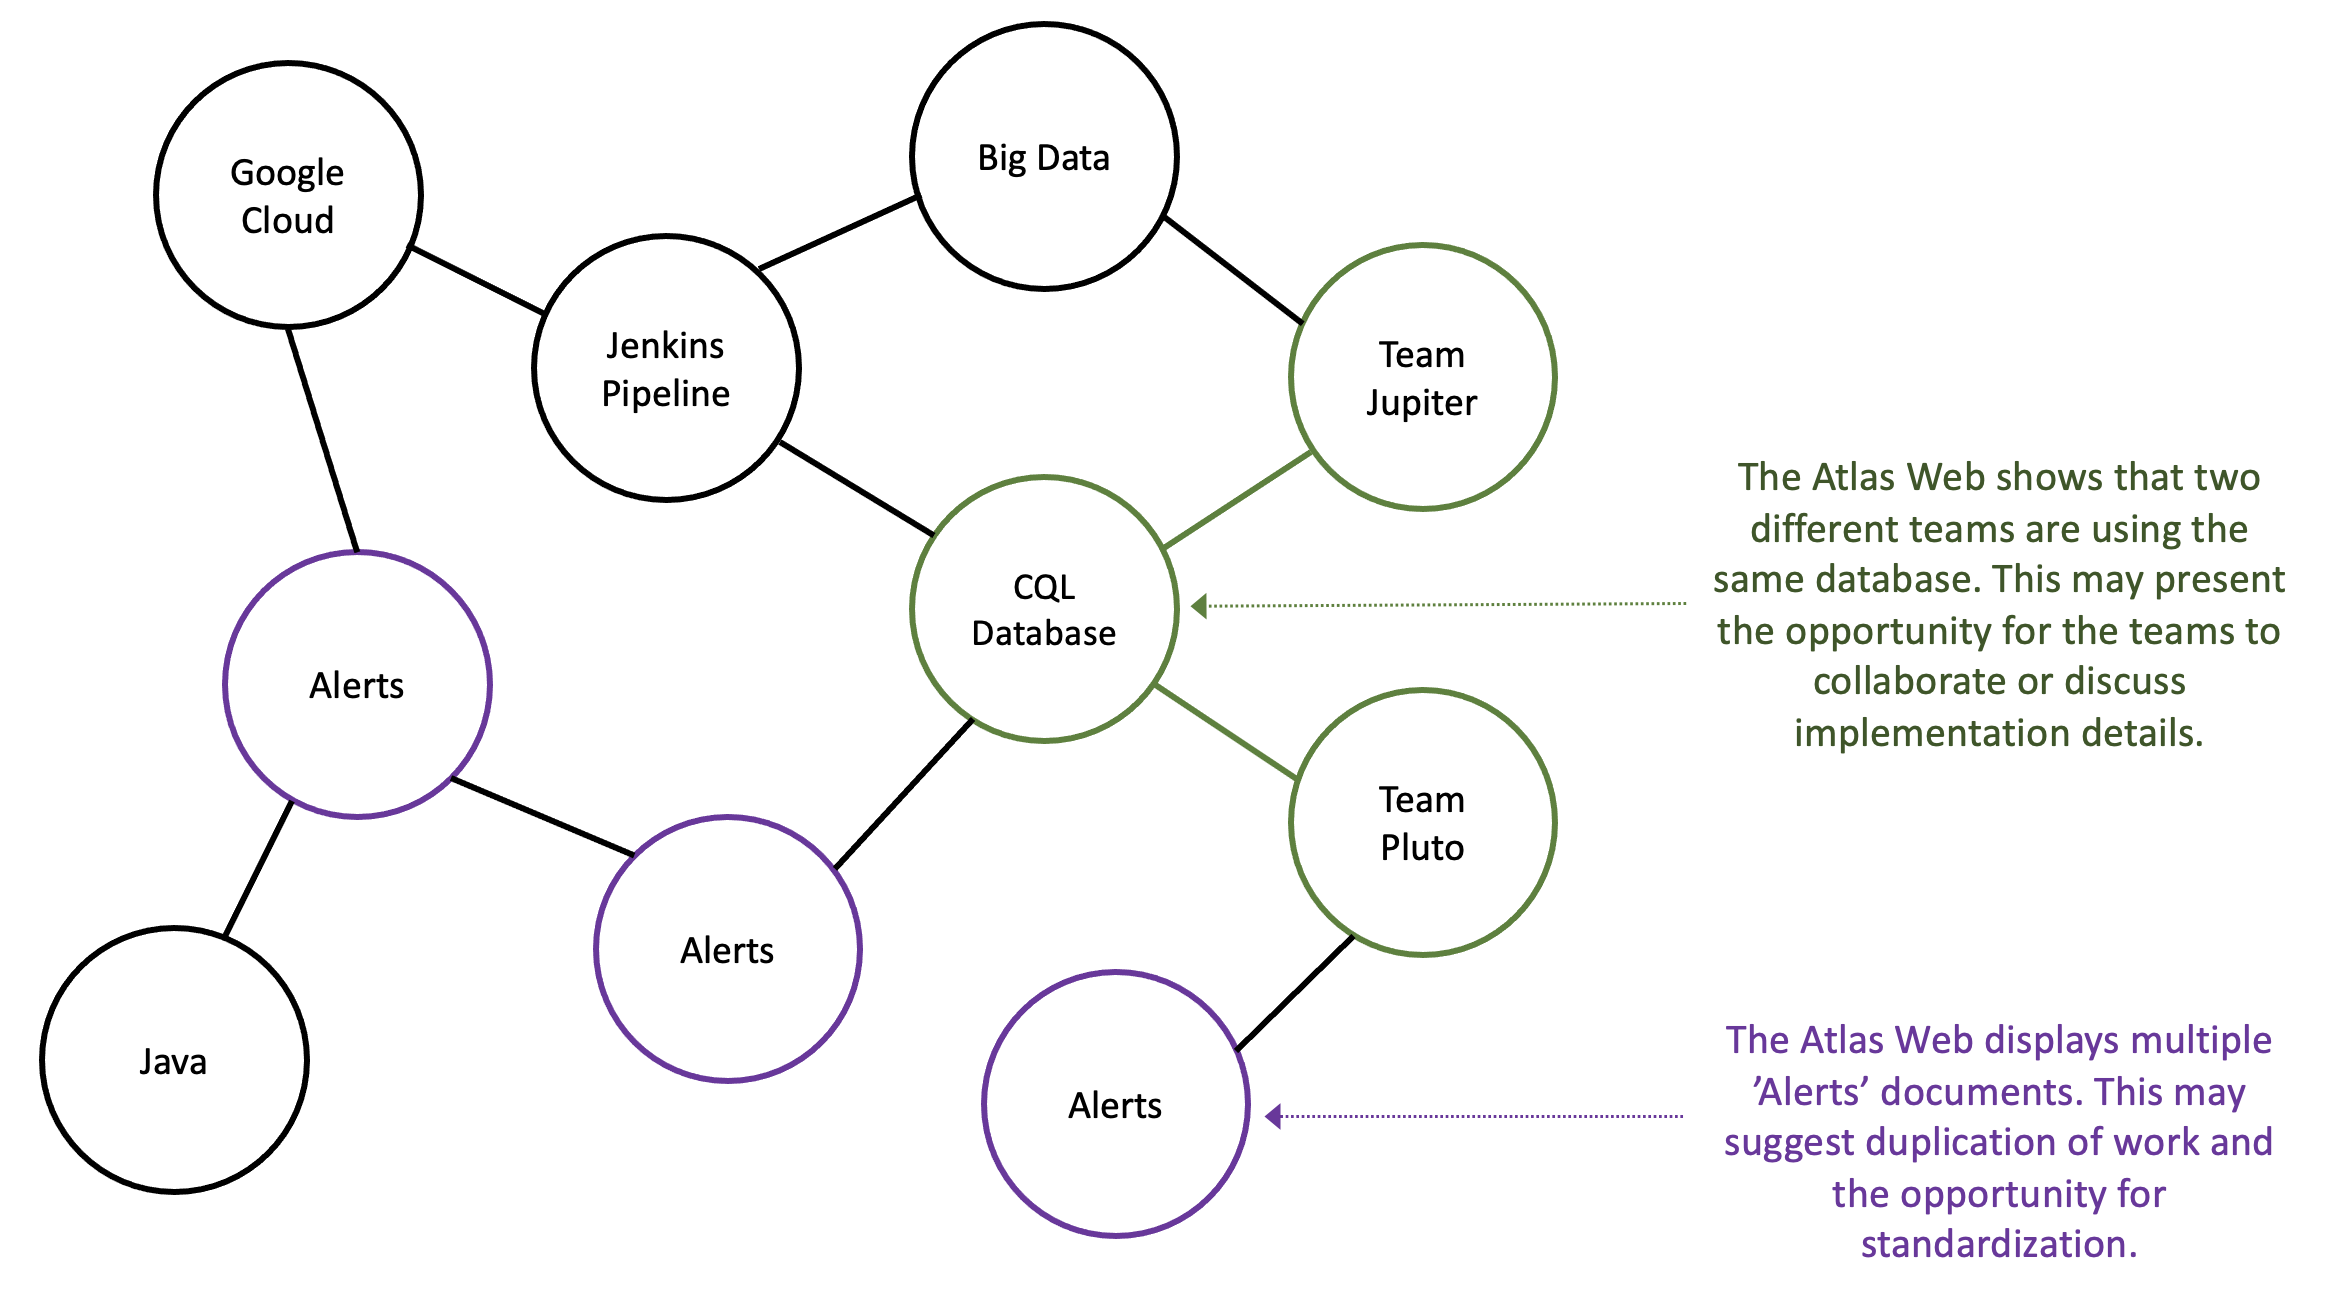 Google
Cloud
Big Data
Jenkins
Pipeline
Team
Jupiter
CQL
Database
Alerts
Team
Pluto
Alerts
Alerts
Java
The Atlas Web shows that two
different teams are using the
same database. This may present
the opportunity for the teams to
collaborate or discuss
implementation details.
The Atlas Web displays multiple
’Alerts’ documents. This may
suggest duplication of work and
the opportunity for
standardization.